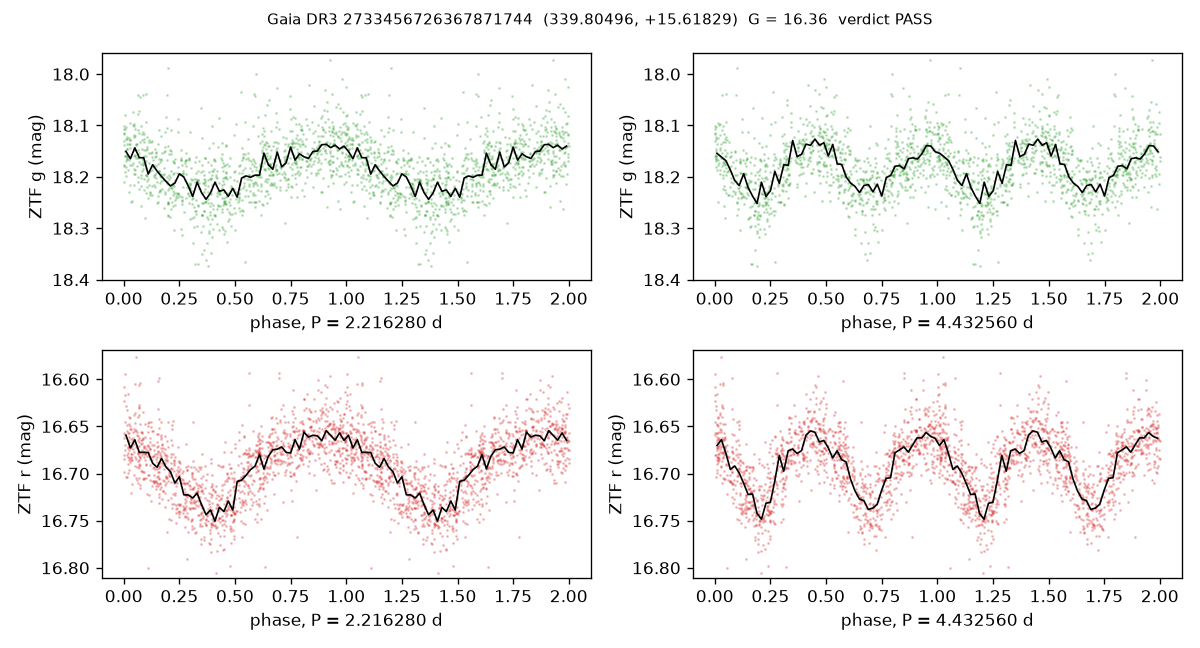 Gaia DR3 2733456726367871744  (339.80496, +15.61829)  G = 16.36  verdict PASS
ZTF g (mag)
18.0
18.1
18.2
18.3
18.4
0.00 0.25 0.50 0.75 1.00 1.25 1.50 1.75 2.00
phase, P = 2.216280 d
ZTF g (mag)
18.0
18.1
18.2
18.3
18.4
0.00 0.25 0.50 0.75 1.00 1.25 1.50 1.75 2.00
phase, P = 4.432560 d
ZTF r (mag)
16.60
16.65
16.70
16.75
16.80
0.00 0.25 0.50 0.75 1.00 1.25 1.50 1.75 2.00
phase, P = 2.216280 d
ZTF r (mag)
16.60
16.65
16.70
16.75
16.80
0.00 0.25 0.50 0.75 1.00 1.25 1.50 1.75 2.00
phase, P = 4.432560 d